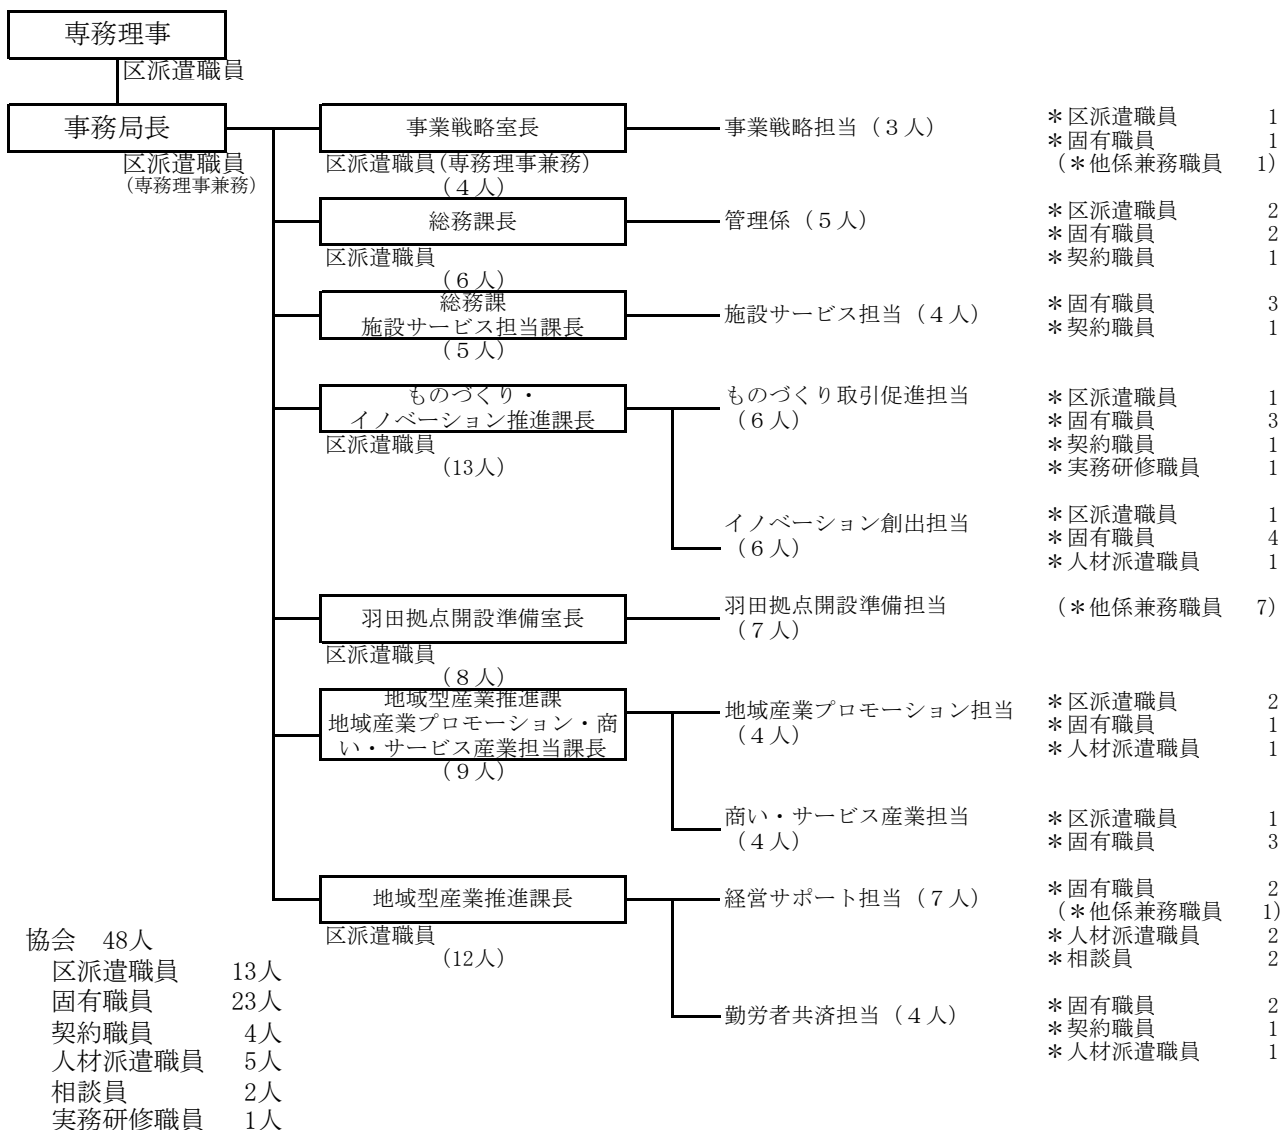 専務理事
区派遣職員
事務局長
区派遣職員
(専務理事兼務)
事業戦略室長
区派遣職員(専務理事兼務)
（４人）
事業戦略担当（３人）
＊区派遣職員 1
＊固有職員 1
(＊他係兼務職員 1)
総務課長
区派遣職員
（６人）
管理係（５人）
＊区派遣職員 2
＊固有職員 2
＊契約職員 1
総務課
施設サービス担当課長
（５人）
施設サービス担当（４人）
＊固有職員 3
＊契約職員 1
ものづくり・
イノベーション推進課長
区派遣職員
(13人)
ものづくり取引促進担当
（６人）
＊区派遣職員 1
＊固有職員 3
＊契約職員 1
＊実務研修職員 1
イノベーション創出担当
（６人）
＊区派遣職員 1
＊固有職員 4
＊人材派遣職員 1
羽田拠点開設準備室長
区派遣職員
（８人）
羽田拠点開設準備担当
（７人）
(＊他係兼務職員 7)
地域型産業推進課
地域産業プロモーション・商
い・サービス産業担当課長
（９人）
地域産業プロモーション担当
（４人）
＊区派遣職員 2
＊固有職員 1
＊人材派遣職員 1
商い・サービス産業担当
（４人）
＊区派遣職員 1
＊固有職員 3
地域型産業推進課長
区派遣職員
(12人)
経営サポート担当（７人）
＊固有職員 2
(＊他係兼務職員 1)
＊人材派遣職員 2
＊相談員 2
勤労者共済担当（４人）
＊固有職員 2
＊契約職員 1
＊人材派遣職員 1
協会 48人
区派遣職員 13人
固有職員 23人
契約職員 4人
人材派遣職員 5人
相談員 2人
実務研修職員 1人